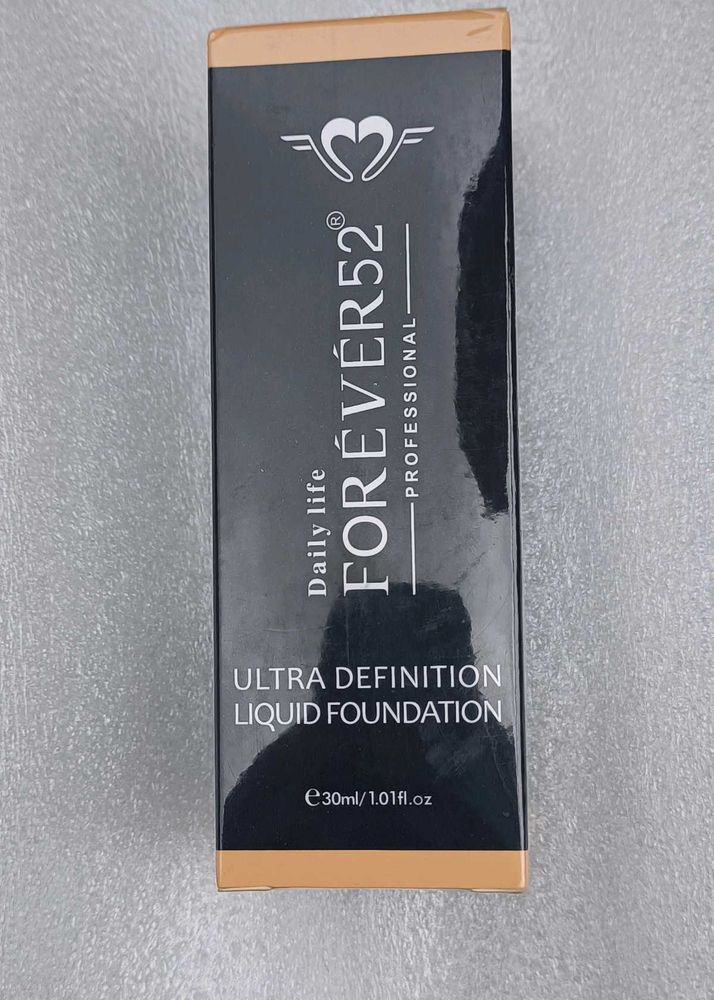 Daily life
FORÉVÉR52®
PROFESSIONAL
ULTRA DEFINITION
LIQUID FOUNDATION
℮30ml/1.01fl.oz